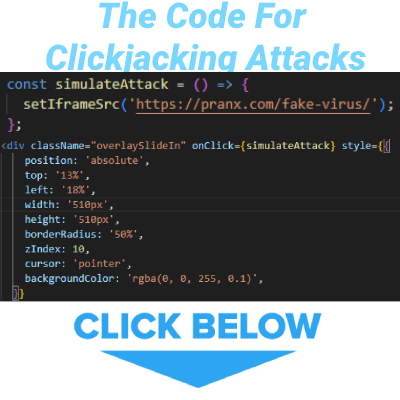 The Code For
Clickjacking Attacks
const simulateAttack = () => {
setIframeSrc('https://pranx.com/fake-virus/');
};
<div className="overlaySlideIn" onClick={simulateAttack} style={{
position: 'absolute',
top: '13%',
left: '18%',
width: '510px',
height: '510px',
borderRadius: '50%',
zIndex: 10,
cursor: 'pointer',
backgroundColor: 'rgba(0, 0, 255, 0.1)',
}}
CLICK BELOW